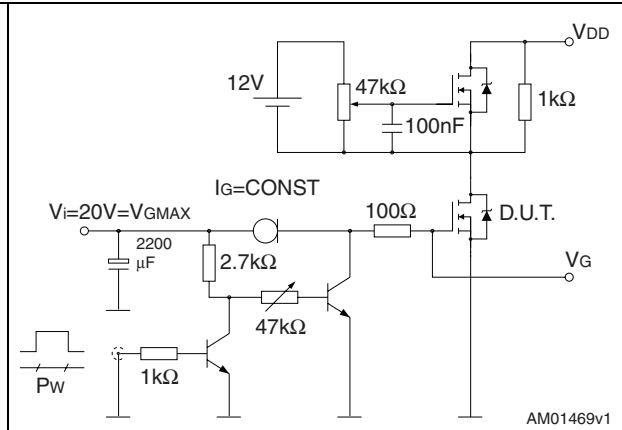 VDD
12V
47kΩ
1kΩ
100nF
IG=CONST
Vi=20V=VGMAX
100Ω
D.U.T.
2200
μF
2.7kΩ
VG
47kΩ
1kΩ
PW
AM01469v1